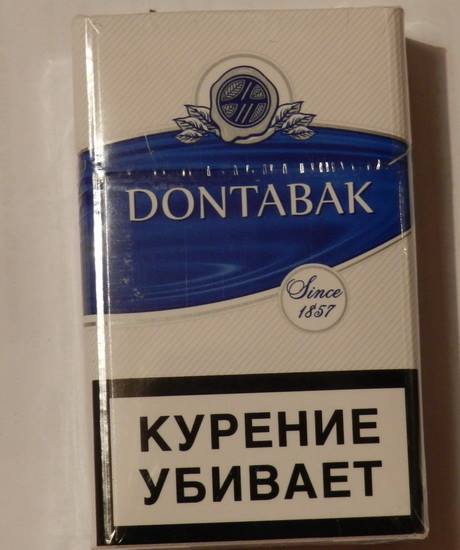 DONTABAK
Since
1857
КУРЕНИЕ
УБИВАЕТ